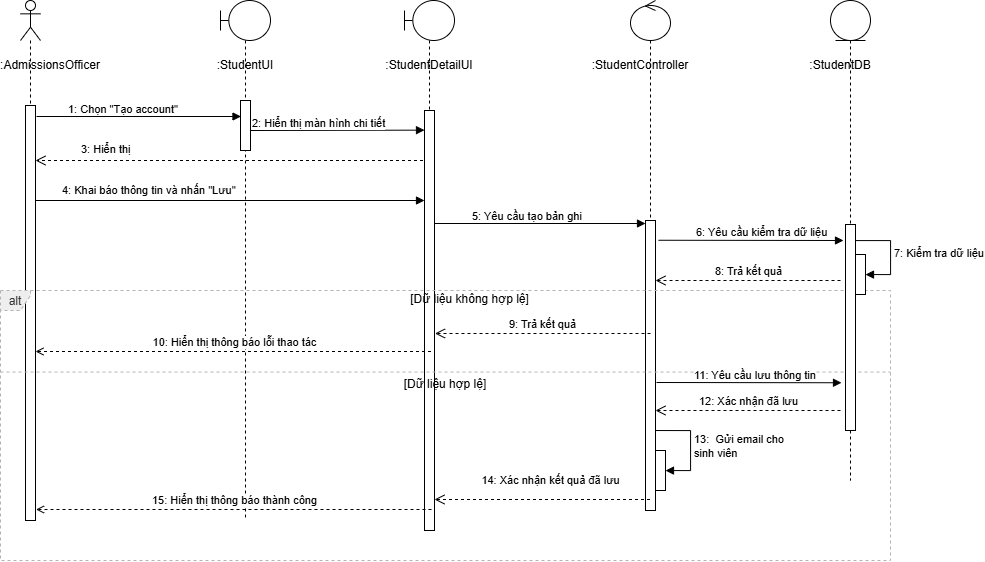 :AdmissionsOfficer
:StudentUI
:StudentDetailUI
:StudentController
:StudentDB
1: Chọn "Tạo account"
2: Hiển thị màn hình chi tiết
3: Hiển thị
4: Khai báo thông tin và nhấn "Lưu"
5: Yêu cầu tạo bản ghi
6: Yêu cầu kiểm tra dữ liệu
7: Kiểm tra dữ liệu
8: Trả kết quả
alt
[Dữ liệu không hợp lệ]
9: Trả kết quả
10: Hiển thị thông báo lỗi thao tác
[Dữ liệu hợp lệ]
11: Yêu cầu lưu thông tin
12: Xác nhận đã lưu
13: Gửi email cho
sinh viên
14: Xác nhận kết quả đã lưu
15: Hiển thị thông báo thành công